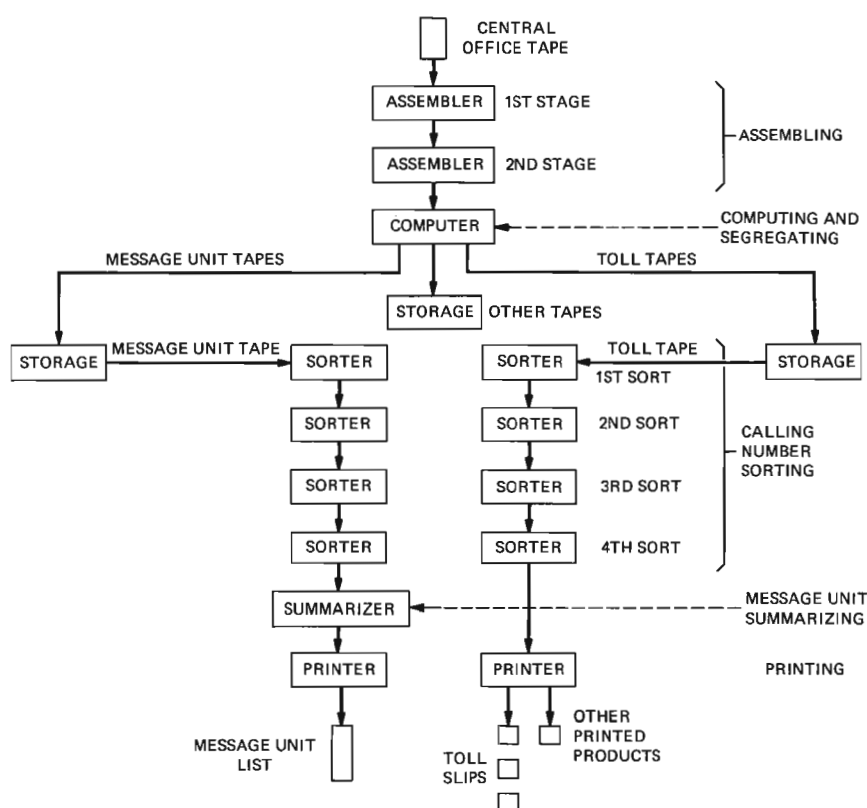 CENTRAL
OFFICE TAPE
ASSEMBLER 1ST STAGE
ASSEMBLING
ASSEMBLER 2ND STAGE
COMPUTER
COMPUTING AND
SEGREGATING
MESSAGE UNIT TAPES
TOLL TAPES
STORAGE OTHER TAPES
STORAGE
MESSAGE UNIT TAPE
SORTER
SORTER
TOLL TAPE
1ST SORT
STORAGE
SORTER
SORTER
2ND SORT
CALLING
NUMBER
SORTING
SORTER
SORTER
3RD SORT
SORTER
SORTER
4TH SORT
SUMMARIZER
MESSAGE UNIT
SUMMARIZING
PRINTER
PRINTER
PRINTING
MESSAGE UNIT
LIST
TOLL
SLIPS
OTHER
PRINTED
PRODUCTS